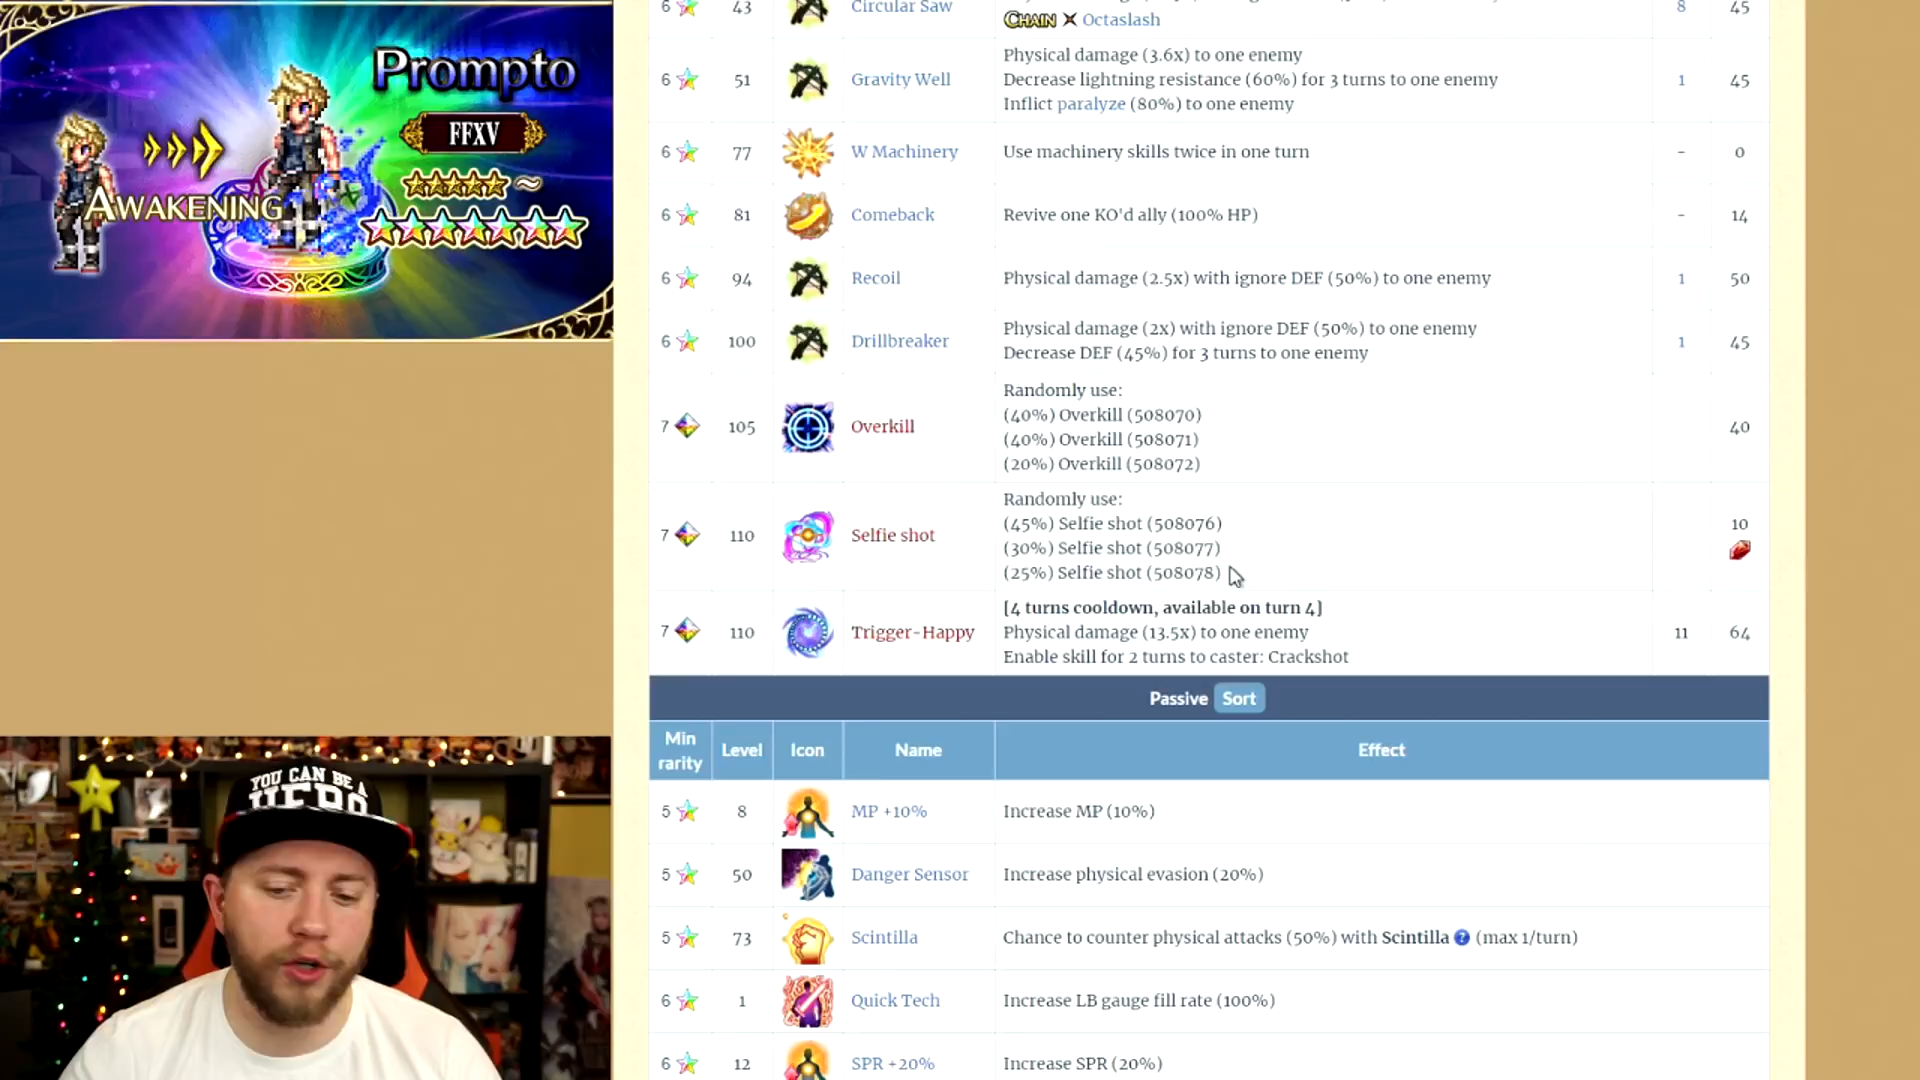 Prompto
FFXV
AWAKENING
YOU CAN BE A
HERO
6 43 Circular Saw 8 45
CHAIN Octaslash
6 51 Gravity Well Physical damage (3.6x) to one enemy 1 45
Decrease lightning resistance (60%) for 3 turns to one enemy
Inflict paralyze (80%) to one enemy
6 77 W Machinery Use machinery skills twice in one turn - 0
6 81 Comeback Revive one KO'd ally (100% HP) - 14
6 94 Recoil Physical damage (2.5x) with ignore DEF (50%) to one enemy 1 50
6 100 Drillbreaker Physical damage (2x) with ignore DEF (50%) to one enemy 1 45
Decrease DEF (45%) for 3 turns to one enemy
7 105 Overkill Randomly use: 40
(40%) Overkill (508070)
(40%) Overkill (508071)
(20%) Overkill (508072)
7 110 Selfie shot Randomly use: 10
(45%) Selfie shot (508076)
(30%) Selfie shot (508077)
(25%) Selfie shot (508078)
7 110 Trigger-Happy [4 turns cooldown, available on turn 4] 11 64
Physical damage (13.5x) to one enemy
Enable skill for 2 turns to caster: Crackshot
Passive Sort
Min rarity Level Icon Name Effect
5 8 MP +10% Increase MP (10%)
5 50 Danger Sensor Increase physical evasion (20%)
5 73 Scintilla Chance to counter physical attacks (50%) with Scintilla ? (max 1/turn)
6 1 Quick Tech Increase LB gauge fill rate (100%)
6 12 SPR +20% Increase SPR (20%)